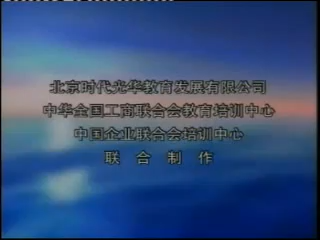 北京时代光华教育发展有限公司
中华全国工商联合会教育培训中心
中国企业联合会培训中心
联合制作